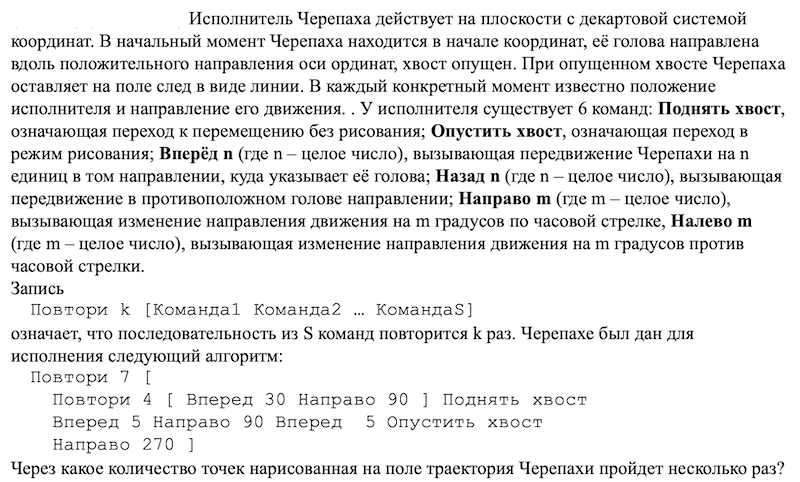 Исполнитель Черепаха действует на плоскости с декартовой системой
координат. В начальный момент Черепаха находится в начале координат, её голова направлена
вдоль положительного направления оси ординат, хвост опущен. При опущенном хвосте Черепаха
оставляет на поле след в виде линии. В каждый конкретный момент известно положение
исполнителя и направление его движения. . У исполнителя существует 6 команд: Поднять хвост,
означающая переход к перемещению без рисования; Опустить хвост, означающая переход в
режим рисования; Вперёд n (где n – целое число), вызывающая передвижение Черепахи на n
единиц в том направлении, куда указывает её голова; Назад n (где n – целое число), вызывающая
передвижение в противоположном голове направлении; Направо m (где m – целое число),
вызывающая изменение направления движения на m градусов по часовой стрелке, Налево m
(где m – целое число), вызывающая изменение направления движения на m градусов против
часовой стрелки.
Запись
Повтори k [Команда1 Команда2 … КомандаS]
означает, что последовательность из S команд повторится k раз. Черепахе был дан для
исполнения следующий алгоритм:
Повтори 7 [
Повтори 4 [ Вперед 30 Направо 90 ] Поднять хвост
Вперед 5 Направо 90 Вперед 5 Опустить хвост
Направо 270 ]
Через какое количество точек нарисованная на поле траектория Черепахи пройдет несколько раз?